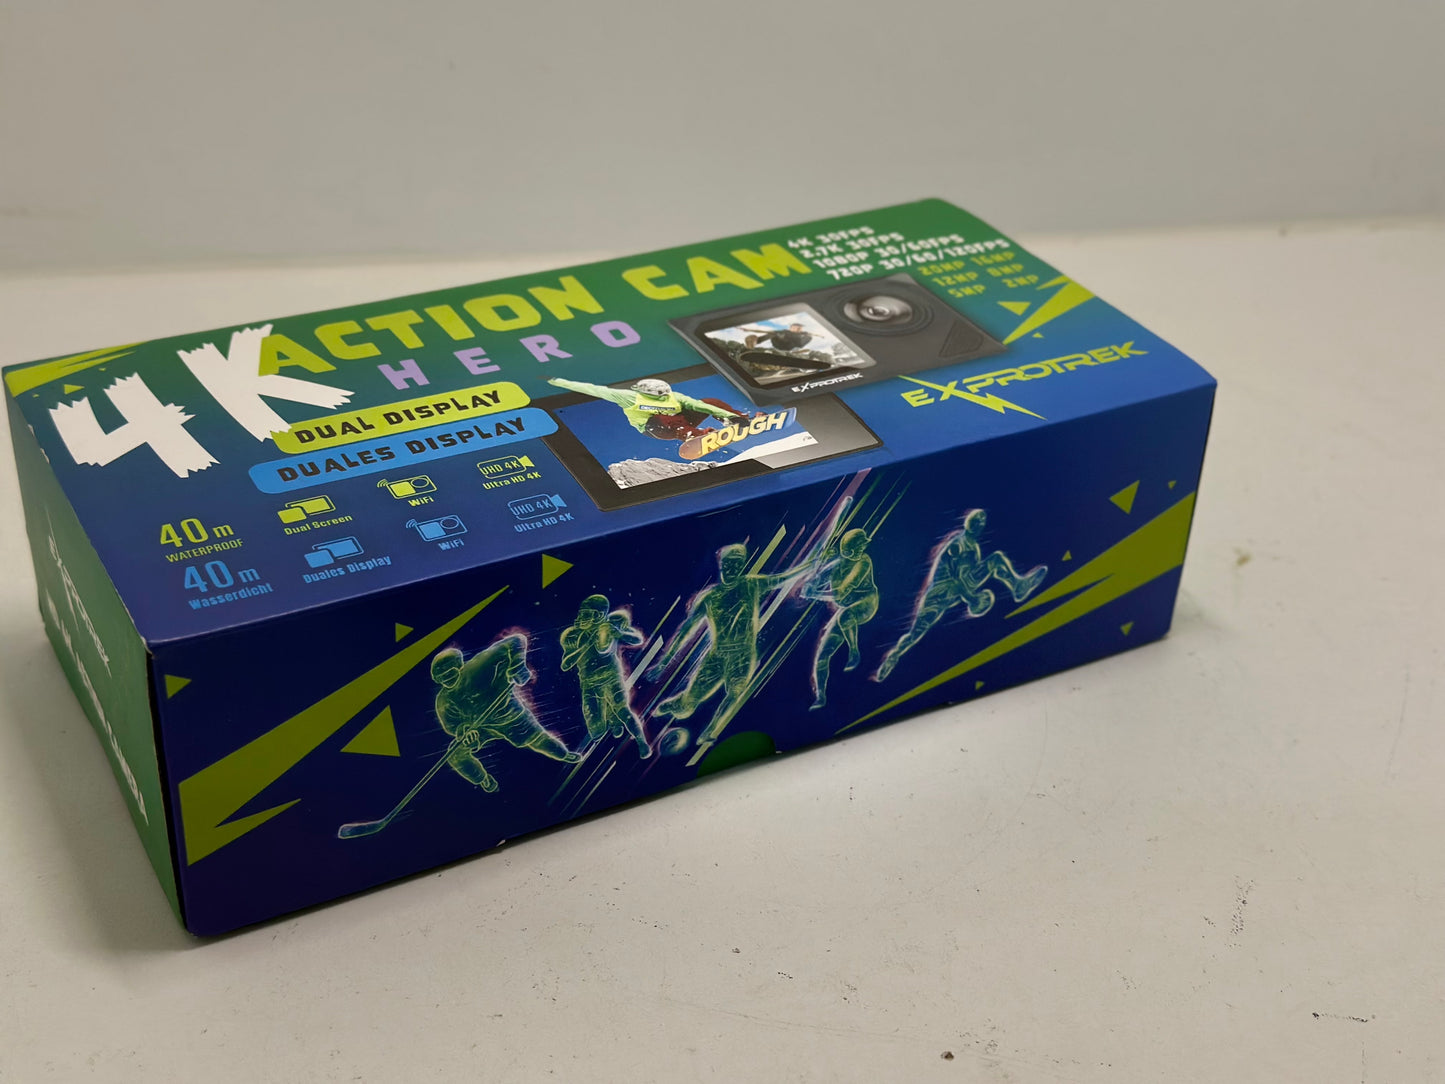 4K ACTION CAM
HERO
4K 30FPS
2.7K 30FPS
1080P 30/60FPS
720P 30/60/120FPS
20MP 16MP
12MP 8MP
5MP 2MP
DUAL DISPLAY
DUALES DISPLAY
EXPROTREK
EXPROTREK
ROUGH
40m
WATERPROOF
Dual Screen
WiFi
UHD 4K
Ultra HD 4K
40m
Wasserdicht
Duales Display
WiFi
UHD 4K
Ultra HD 4K
EXPROTREK